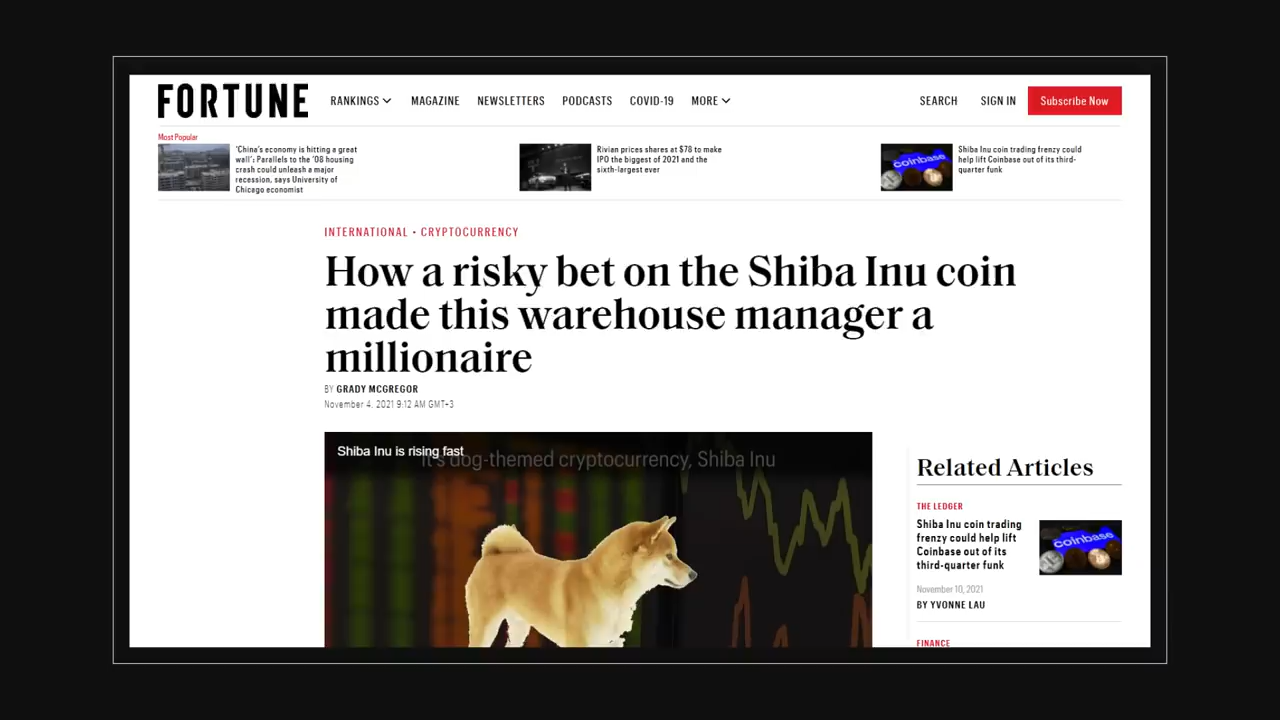 FORTUNE
RANKINGS
MAGAZINE
NEWSLETTERS
PODCASTS
COVID-19
MORE
SEARCH
SIGN IN
Subscribe Now
Most Popular
'China's economy is hitting a great
wall': Parallels to the '08 housing
crash could unleash a major
recession, says University of
Chicago economist
Rivian prices shares at $78 to make
IPO the biggest of 2021 and the
sixth-largest ever
coinbase
Shiba Inu coin trading frenzy could
help lift Coinbase out of its third-
quarter funk
INTERNATIONAL • CRYPTOCURRENCY
How a risky bet on the Shiba Inu coin
made this warehouse manager a
millionaire
BY GRADY MCGREGOR
November 4, 2021 9:12 AM GMT+3
Shiba Inu is rising fast
It's dog-themed cryptocurrency, Shiba Inu
Related Articles
THE LEDGER
Shiba Inu coin trading
frenzy could help lift
Coinbase out of its
third-quarter funk
coinbase
November 10, 2021
BY YVONNE LAU
FINANCE